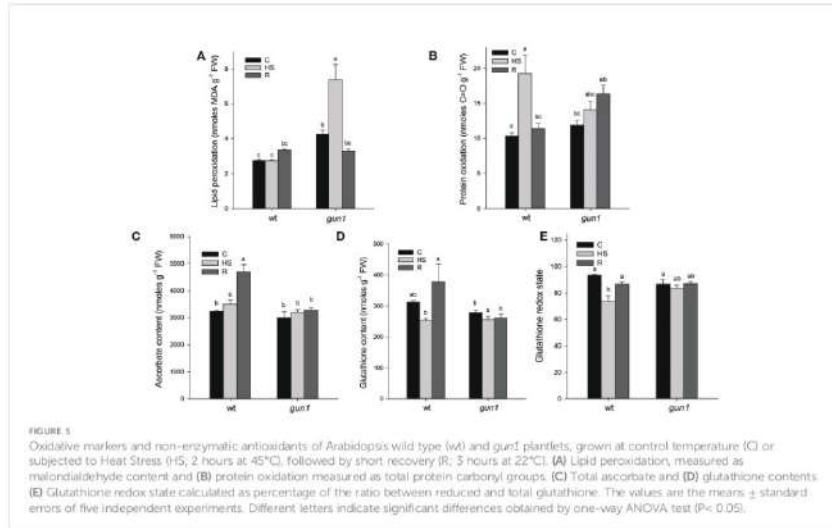 A
B
Lipid peroxidation (nmoles MDA g⁻¹ FW)
Protein oxidation (nmoles C=O g⁻¹ FW)
C
HS
R
C
HS
R
wt
gun1
wt
gun1
C
D
E
Ascorbate content (nmoles g⁻¹ FW)
Glutathione content (nmoles g⁻¹ FW)
Glutathione redox state
C
HS
R
C
HS
R
C
HS
R
wt
gun1
wt
gun1
wt
gun1
FIGURE 5
Oxidative markers and non-enzymatic antioxidants of Arabidopsis wild type (wt) and gun1 plantlets, grown at control temperature (C) or
subjected to Heat Stress (HS; 2 hours at 45°C), followed by short recovery (R; 3 hours at 22°C). (A) Lipid peroxidation, measured as
malondialdehyde content and (B) protein oxidation measured as total protein carbonyl groups. (C) Total ascorbate and (D) glutathione contents.
(E) Glutathione redox state calculated as percentage of the ratio between reduced and total glutathione. The values are the means ± standard
errors of five independent experiments. Different letters indicate significant differences obtained by one-way ANOVA test (P< 0.05).